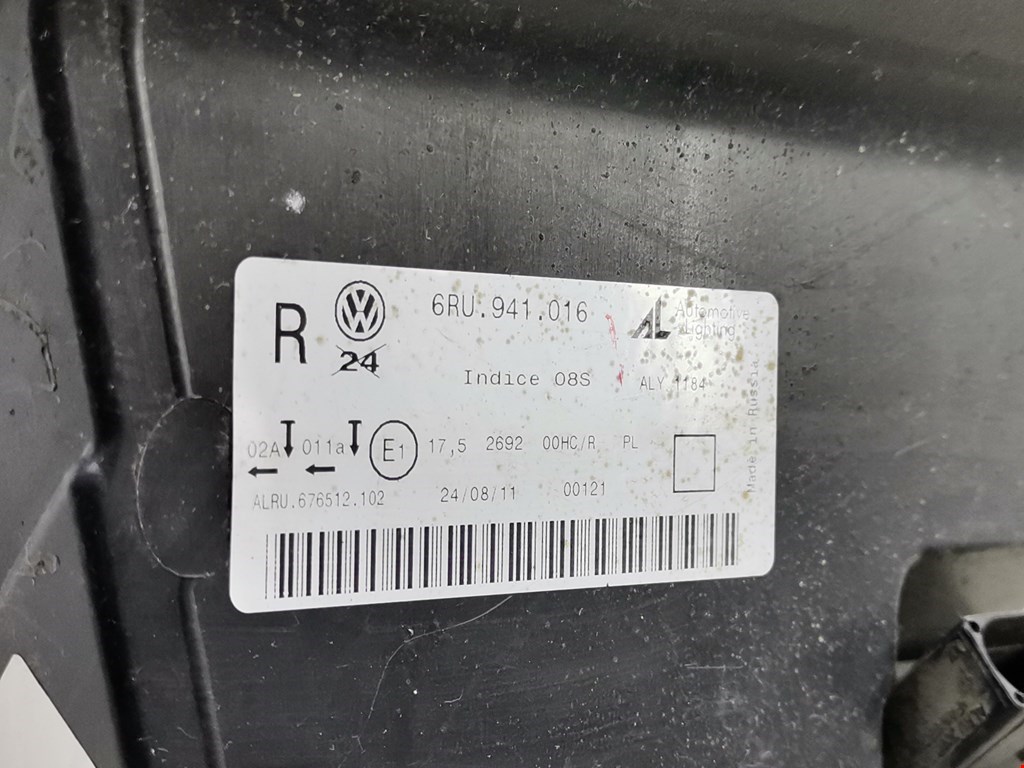 R
6RU.941.016
AL Automotive
Lighting
24
Indice 08S
ALY 1184
02A 011a E1 17,5 2692 00HC/R PL
ALRU.676512.102 24/08/11 00121
Made in Russia